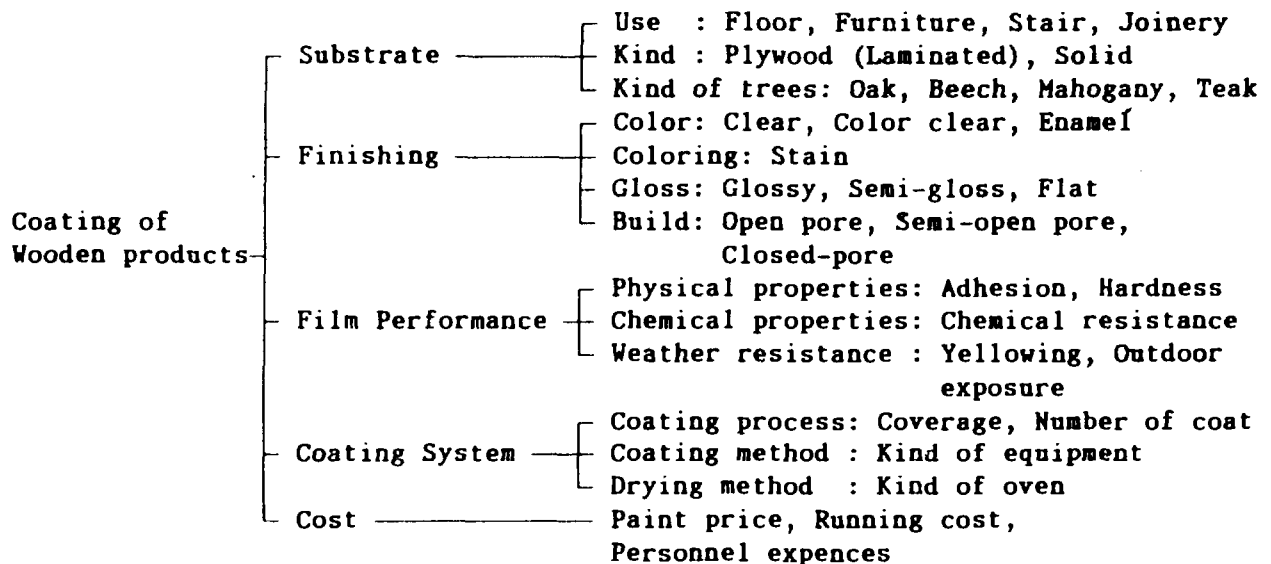 Use : Floor, Furniture, Stair, Joinery
Substrate Kind : Plywood (Laminated), Solid
Kind of trees: Oak, Beech, Mahogany, Teak
Color: Clear, Color clear, Enamel
Finishing Coloring: Stain
Gloss: Glossy, Semi-gloss, Flat
Coating of Build: Open pore, Semi-open pore,
Wooden products Closed-pore
Physical properties: Adhesion, Hardness
Film Performance Chemical properties: Chemical resistance
Weather resistance : Yellowing, Outdoor
exposure
Coating process: Coverage, Number of coat
Coating System Coating method : Kind of equipment
Drying method : Kind of oven
Cost Paint price, Running cost,
Personnel expences